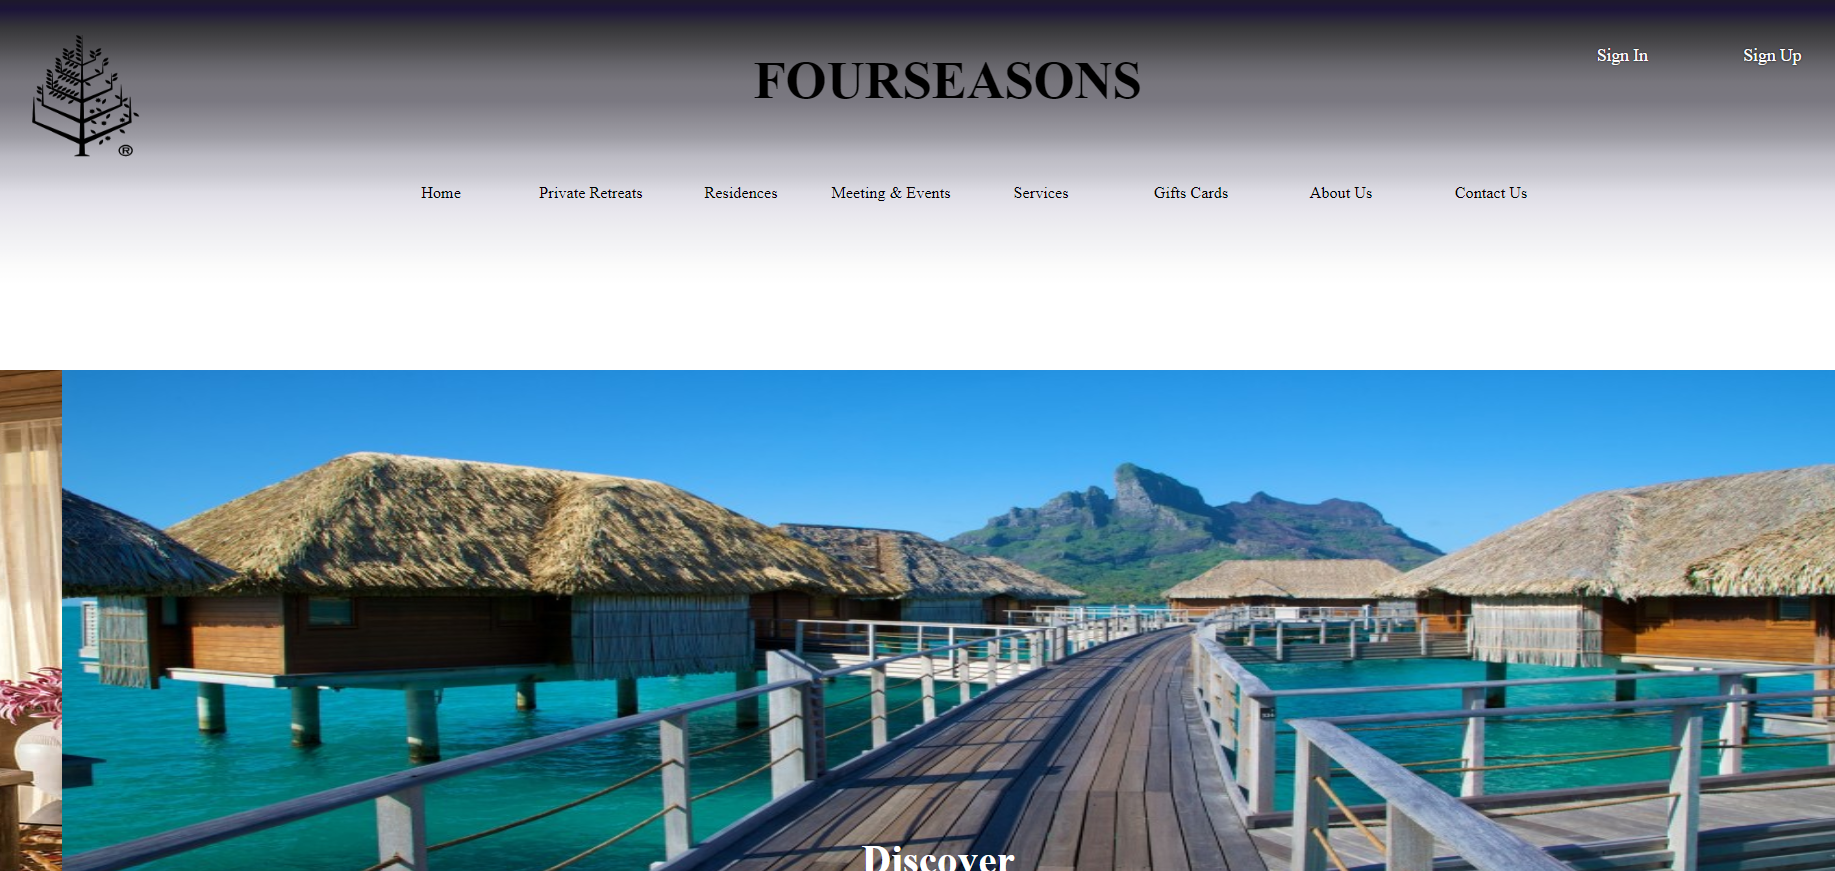 FOURSEASONS
Sign In
Sign Up
®
Home
Private Retreats
Residences
Meeting & Events
Services
Gifts Cards
About Us
Contact Us
Discover